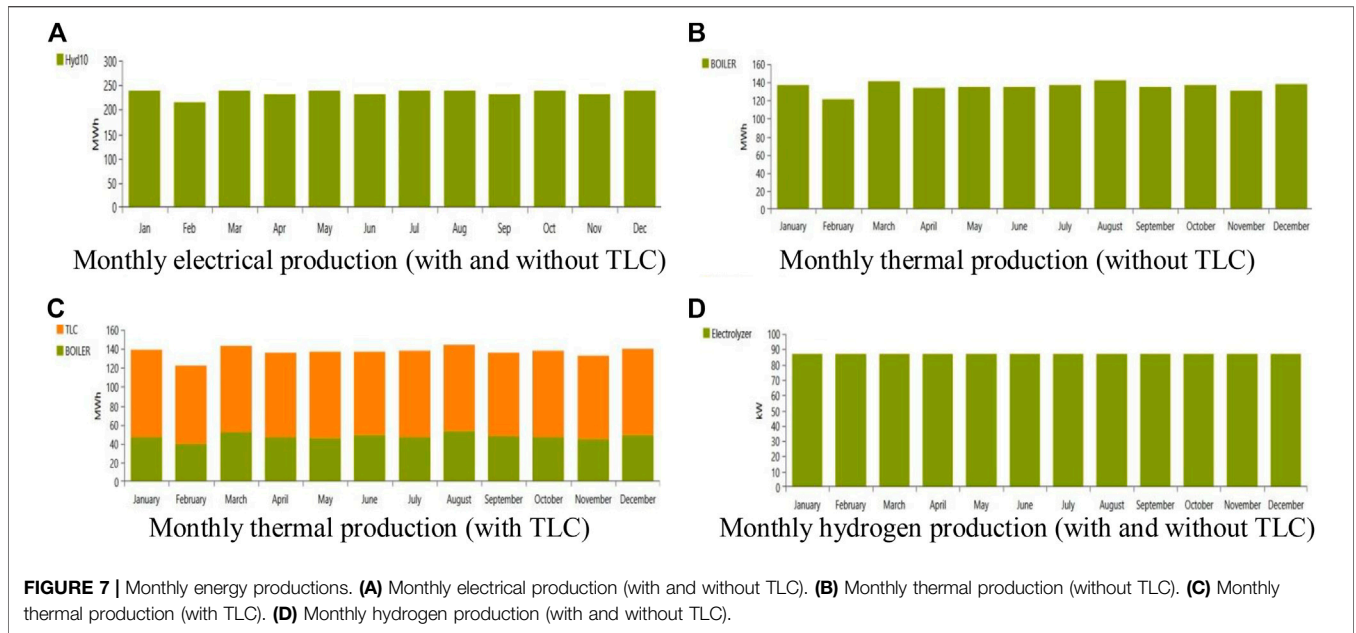 A
Hyd10
300
250
200
150
100
50
0
MWh
Jan Feb Mar Apr May Jun Jul Aug Sep Oct Nov Dec
Monthly electrical production (with and without TLC)
B
BOILER
160
140
120
100
80
60
40
20
0
MWh
January February March April May June July August September October November December
Monthly thermal production (without TLC)
C
TLC
BOILER
160
140
120
100
80
60
40
20
0
MWh
January February March April May June July August September October November December
Monthly thermal production (with TLC)
D
Electrolyzer
100
90
80
70
60
50
40
30
20
10
0
kW
January February March April May June July August September October November December
Monthly hydrogen production (with and without TLC)
FIGURE 7 | Monthly energy productions. (A) Monthly electrical production (with and without TLC). (B) Monthly thermal production (without TLC). (C) Monthly
thermal production (with TLC). (D) Monthly hydrogen production (with and without TLC).